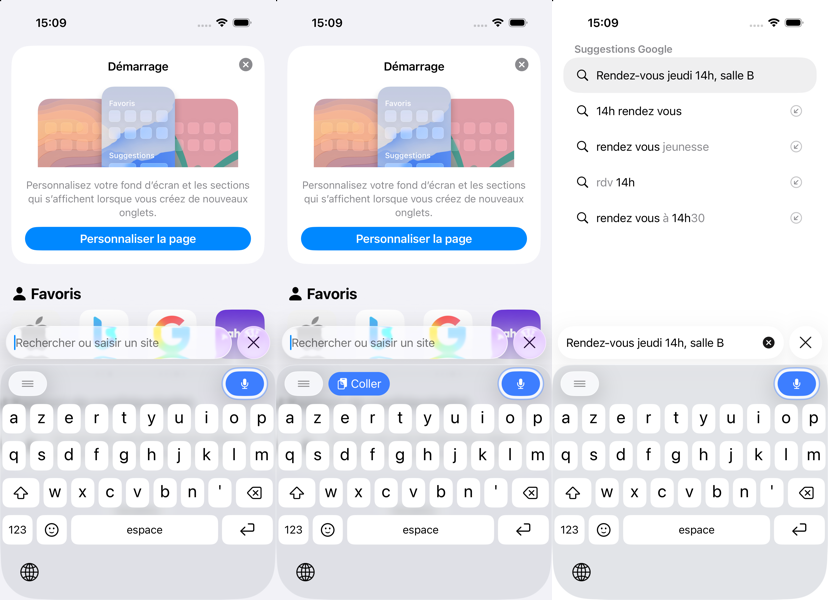 15:09
Démarrage
Favoris
Suggestions
Personnalisez votre fond d'écran et les sections
qui s'affichent lorsque vous créez de nouveaux
onglets.
Personnaliser la page
Favoris
Rechercher ou saisir un site
a z e r t y u i o p
q s d f g h j k l m
w x c v b n '
123 espace
15:09
Démarrage
Favoris
Suggestions
Personnalisez votre fond d'écran et les sections
qui s'affichent lorsque vous créez de nouveaux
onglets.
Personnaliser la page
Favoris
Rechercher ou saisir un site
Coller
a z e r t y u i o p
q s d f g h j k l m
w x c v b n '
123 espace
15:09
Suggestions Google
Rendez-vous jeudi 14h, salle B
14h rendez vous
rendez vous jeunesse
rdv 14h
rendez vous à 14h30
Rendez-vous jeudi 14h, salle B
a z e r t y u i o p
q s d f g h j k l m
w x c v b n '
123 espace